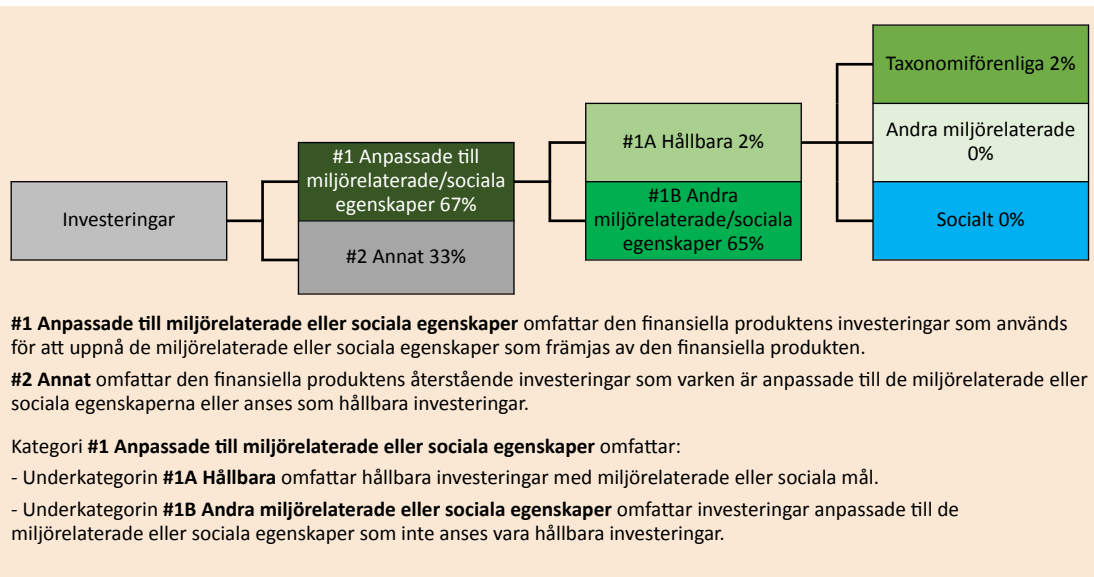 Taxonomiförenliga 2%
Andra miljörelaterade
0%
Socialt 0%
#1A Hållbara 2%
#1B Andra
miljörelaterade/sociala
egenskaper 65%
#1 Anpassade till
miljörelaterade/sociala
egenskaper 67%
#2 Annat 33%
Investeringar
#1 Anpassade till miljörelaterade eller sociala egenskaper omfattar den finansiella produktens investeringar som används
för att uppnå de miljörelaterade eller sociala egenskaper som främjas av den finansiella produkten.
#2 Annat omfattar den finansiella produktens återstående investeringar som varken är anpassade till de miljörelaterade eller
sociala egenskaperna eller anses som hållbara investeringar.
Kategori #1 Anpassade till miljörelaterade eller sociala egenskaper omfattar:
- Underkategorin #1A Hållbara omfattar hållbara investeringar med miljörelaterade eller sociala mål.
- Underkategorin #1B Andra miljörelaterade eller sociala egenskaper omfattar investeringar anpassade till de
miljörelaterade eller sociala egenskaper som inte anses vara hållbara investeringar.